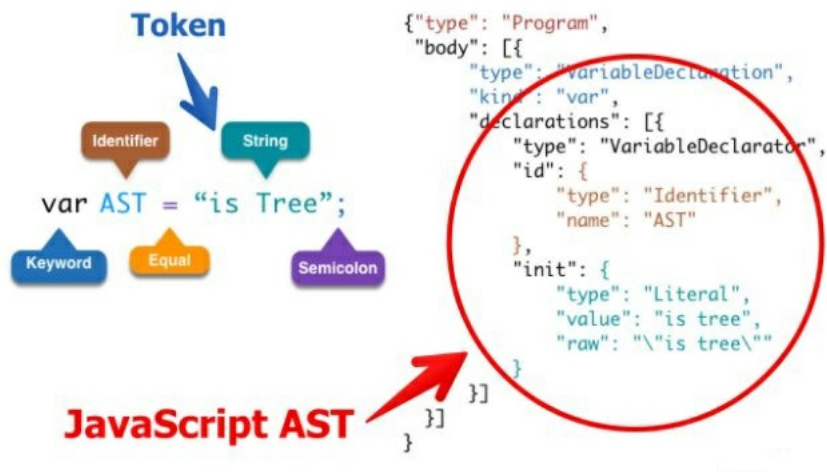 Token
Identifier
String
var AST = “is Tree”;
Keyword
Equal
Semicolon
JavaScript AST
{"type": "Program",
"body": [{
"type": "VariableDeclaration",
"kind": "var",
"declarations": [{
"type": "VariableDeclarator",
"id": {
"type": "Identifier",
"name": "AST"
},
"init": {
"type": "Literal",
"value": "is tree",
"raw": "\"is tree\""
}
}]
}]
}